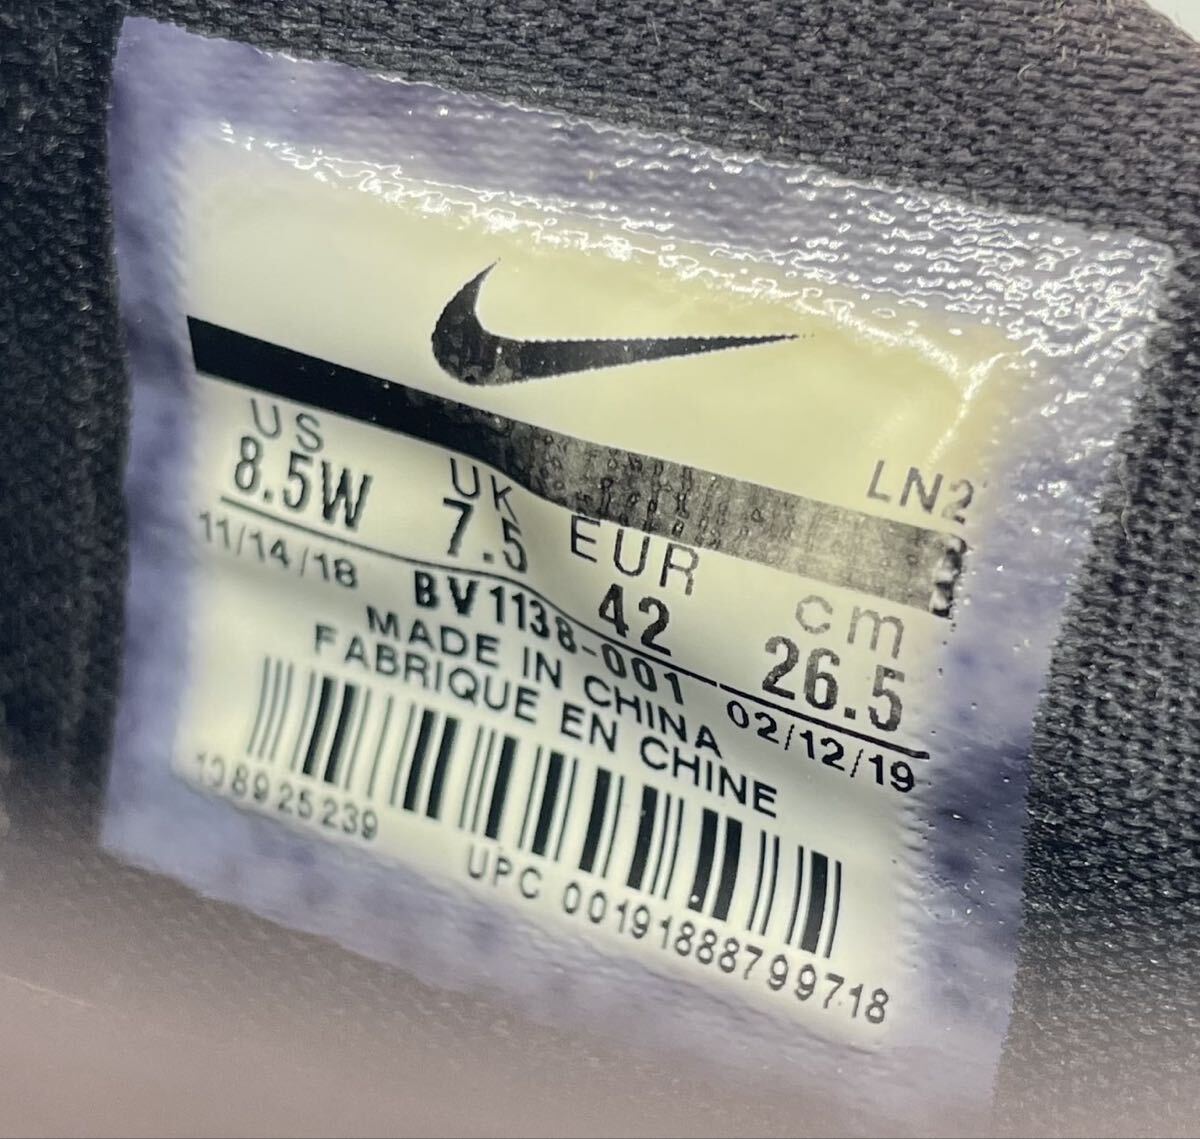 LN2
US UK EUR cm
8.5W 7.5 42 26.5
11/14/18 BV1138-001 02/12/19
MADE IN CHINA
FABRIQUE EN CHINE
UPC 00191888799718